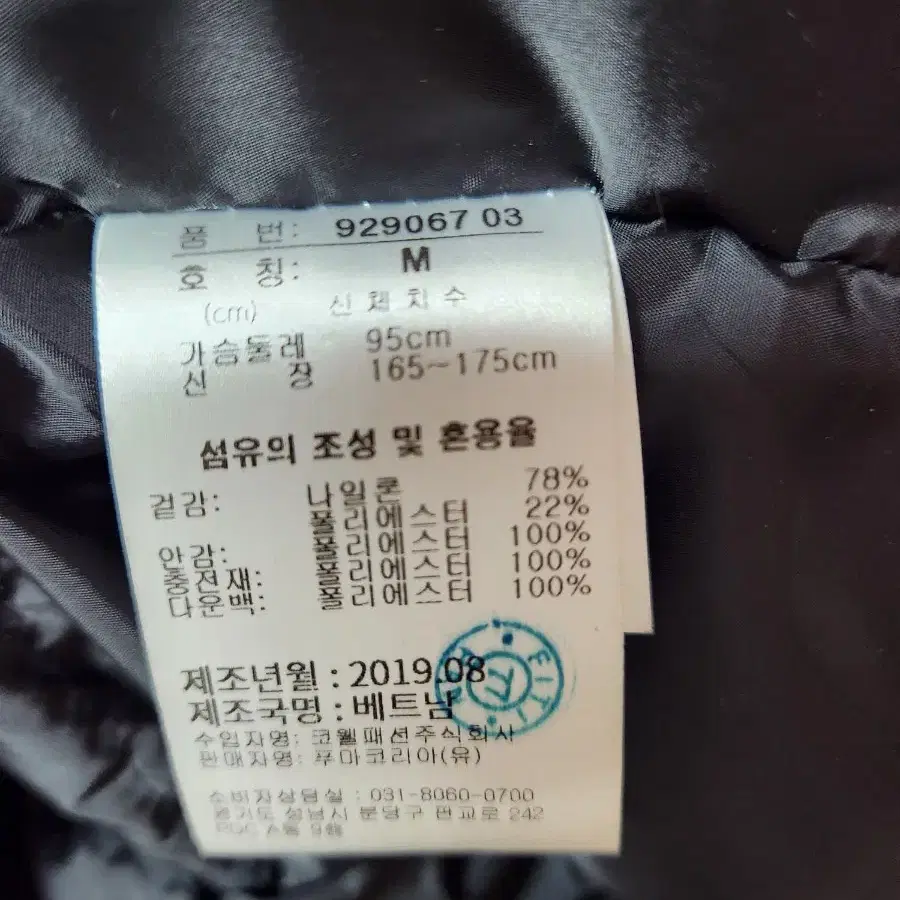 품 번: 929067 03
호 칭: M
(cm) 신체치수
가슴둘레 95cm
신 장 165~175cm
섬유의 조성 및 혼용율
겉감: 나일론 78%
폴리에스터 22%
안감: 폴리에스터 100%
충전재: 폴리에스터 100%
다운백: 폴리에스터 100%
제조년월 : 2019.08
제조국명 : 베트남
수입자명: 코웰패션주식회사
판매자명: 푸마코리아(유)
소비자상담실 : 031-8060-0700
경기도 성남시 분당구 판교로 242
PDC A동 9층